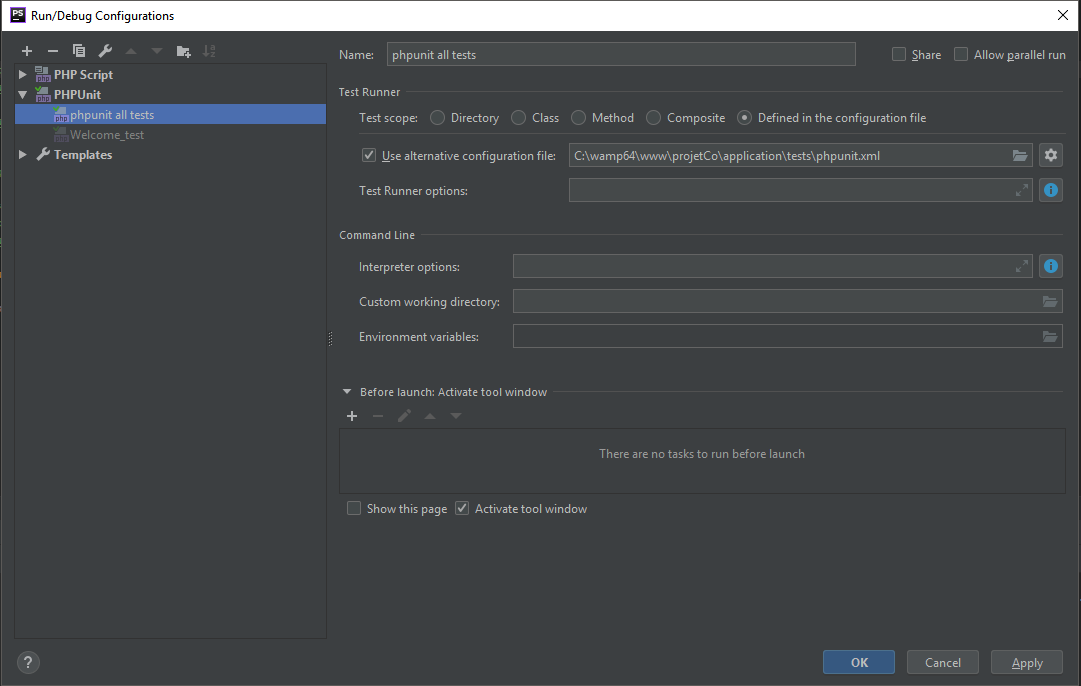 PS Run/Debug Configurations
Name: phpunit all tests Share Allow parallel run
PHP Script
PHPUnit
phpunit all tests
Welcome_test
Templates
Test Runner
Test scope: Directory Class Method Composite Defined in the configuration file
Use alternative configuration file: C:\wamp64\www\projetCo\application\tests\phpunit.xml
Test Runner options:
Command Line
Interpreter options:
Custom working directory:
Environment variables:
Before launch: Activate tool window
There are no tasks to run before launch
Show this page Activate tool window
? OK Cancel Apply